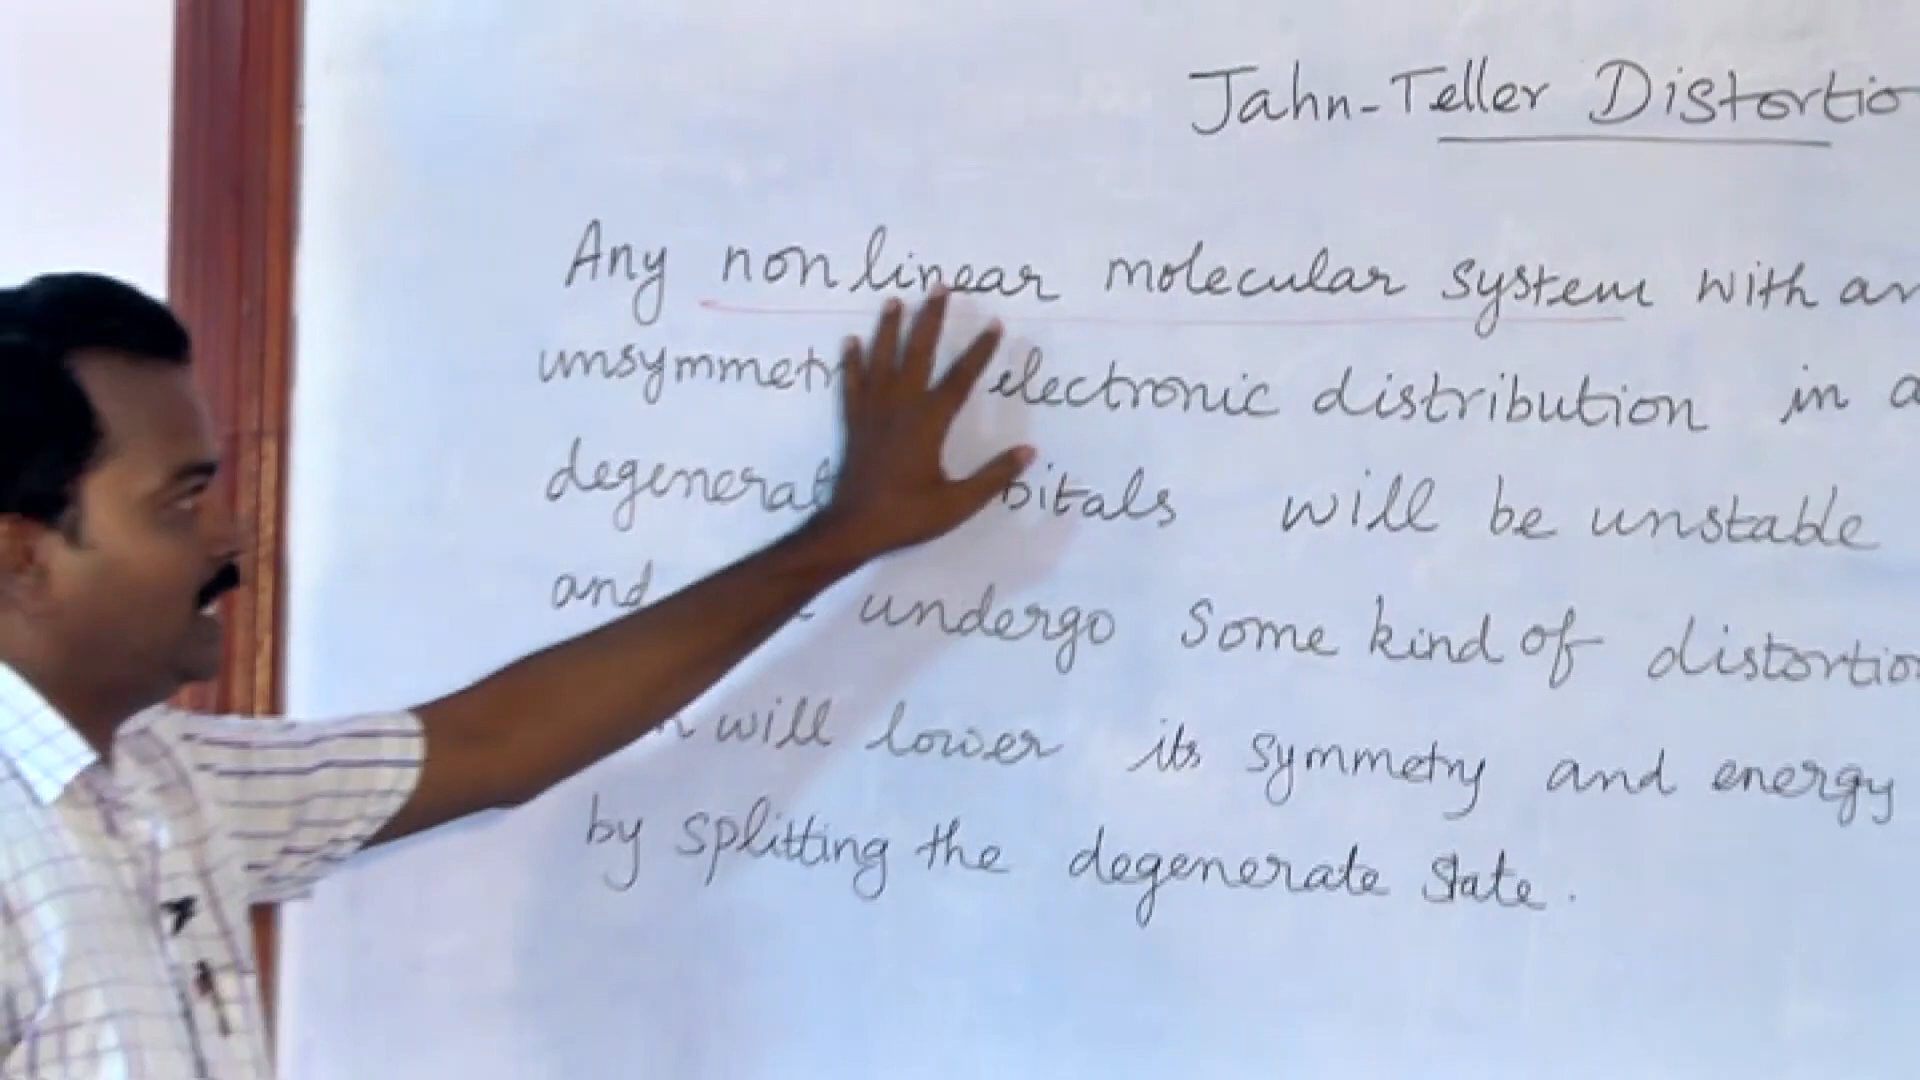 Jahn-Teller Distortio
Any non linear molecular system with an
unsymmetr electronic distribution in a
degenerat bitals will be unstable
and undergo some kind of distortion
will lower its symmetry and energy
by splitting the degenerate state.